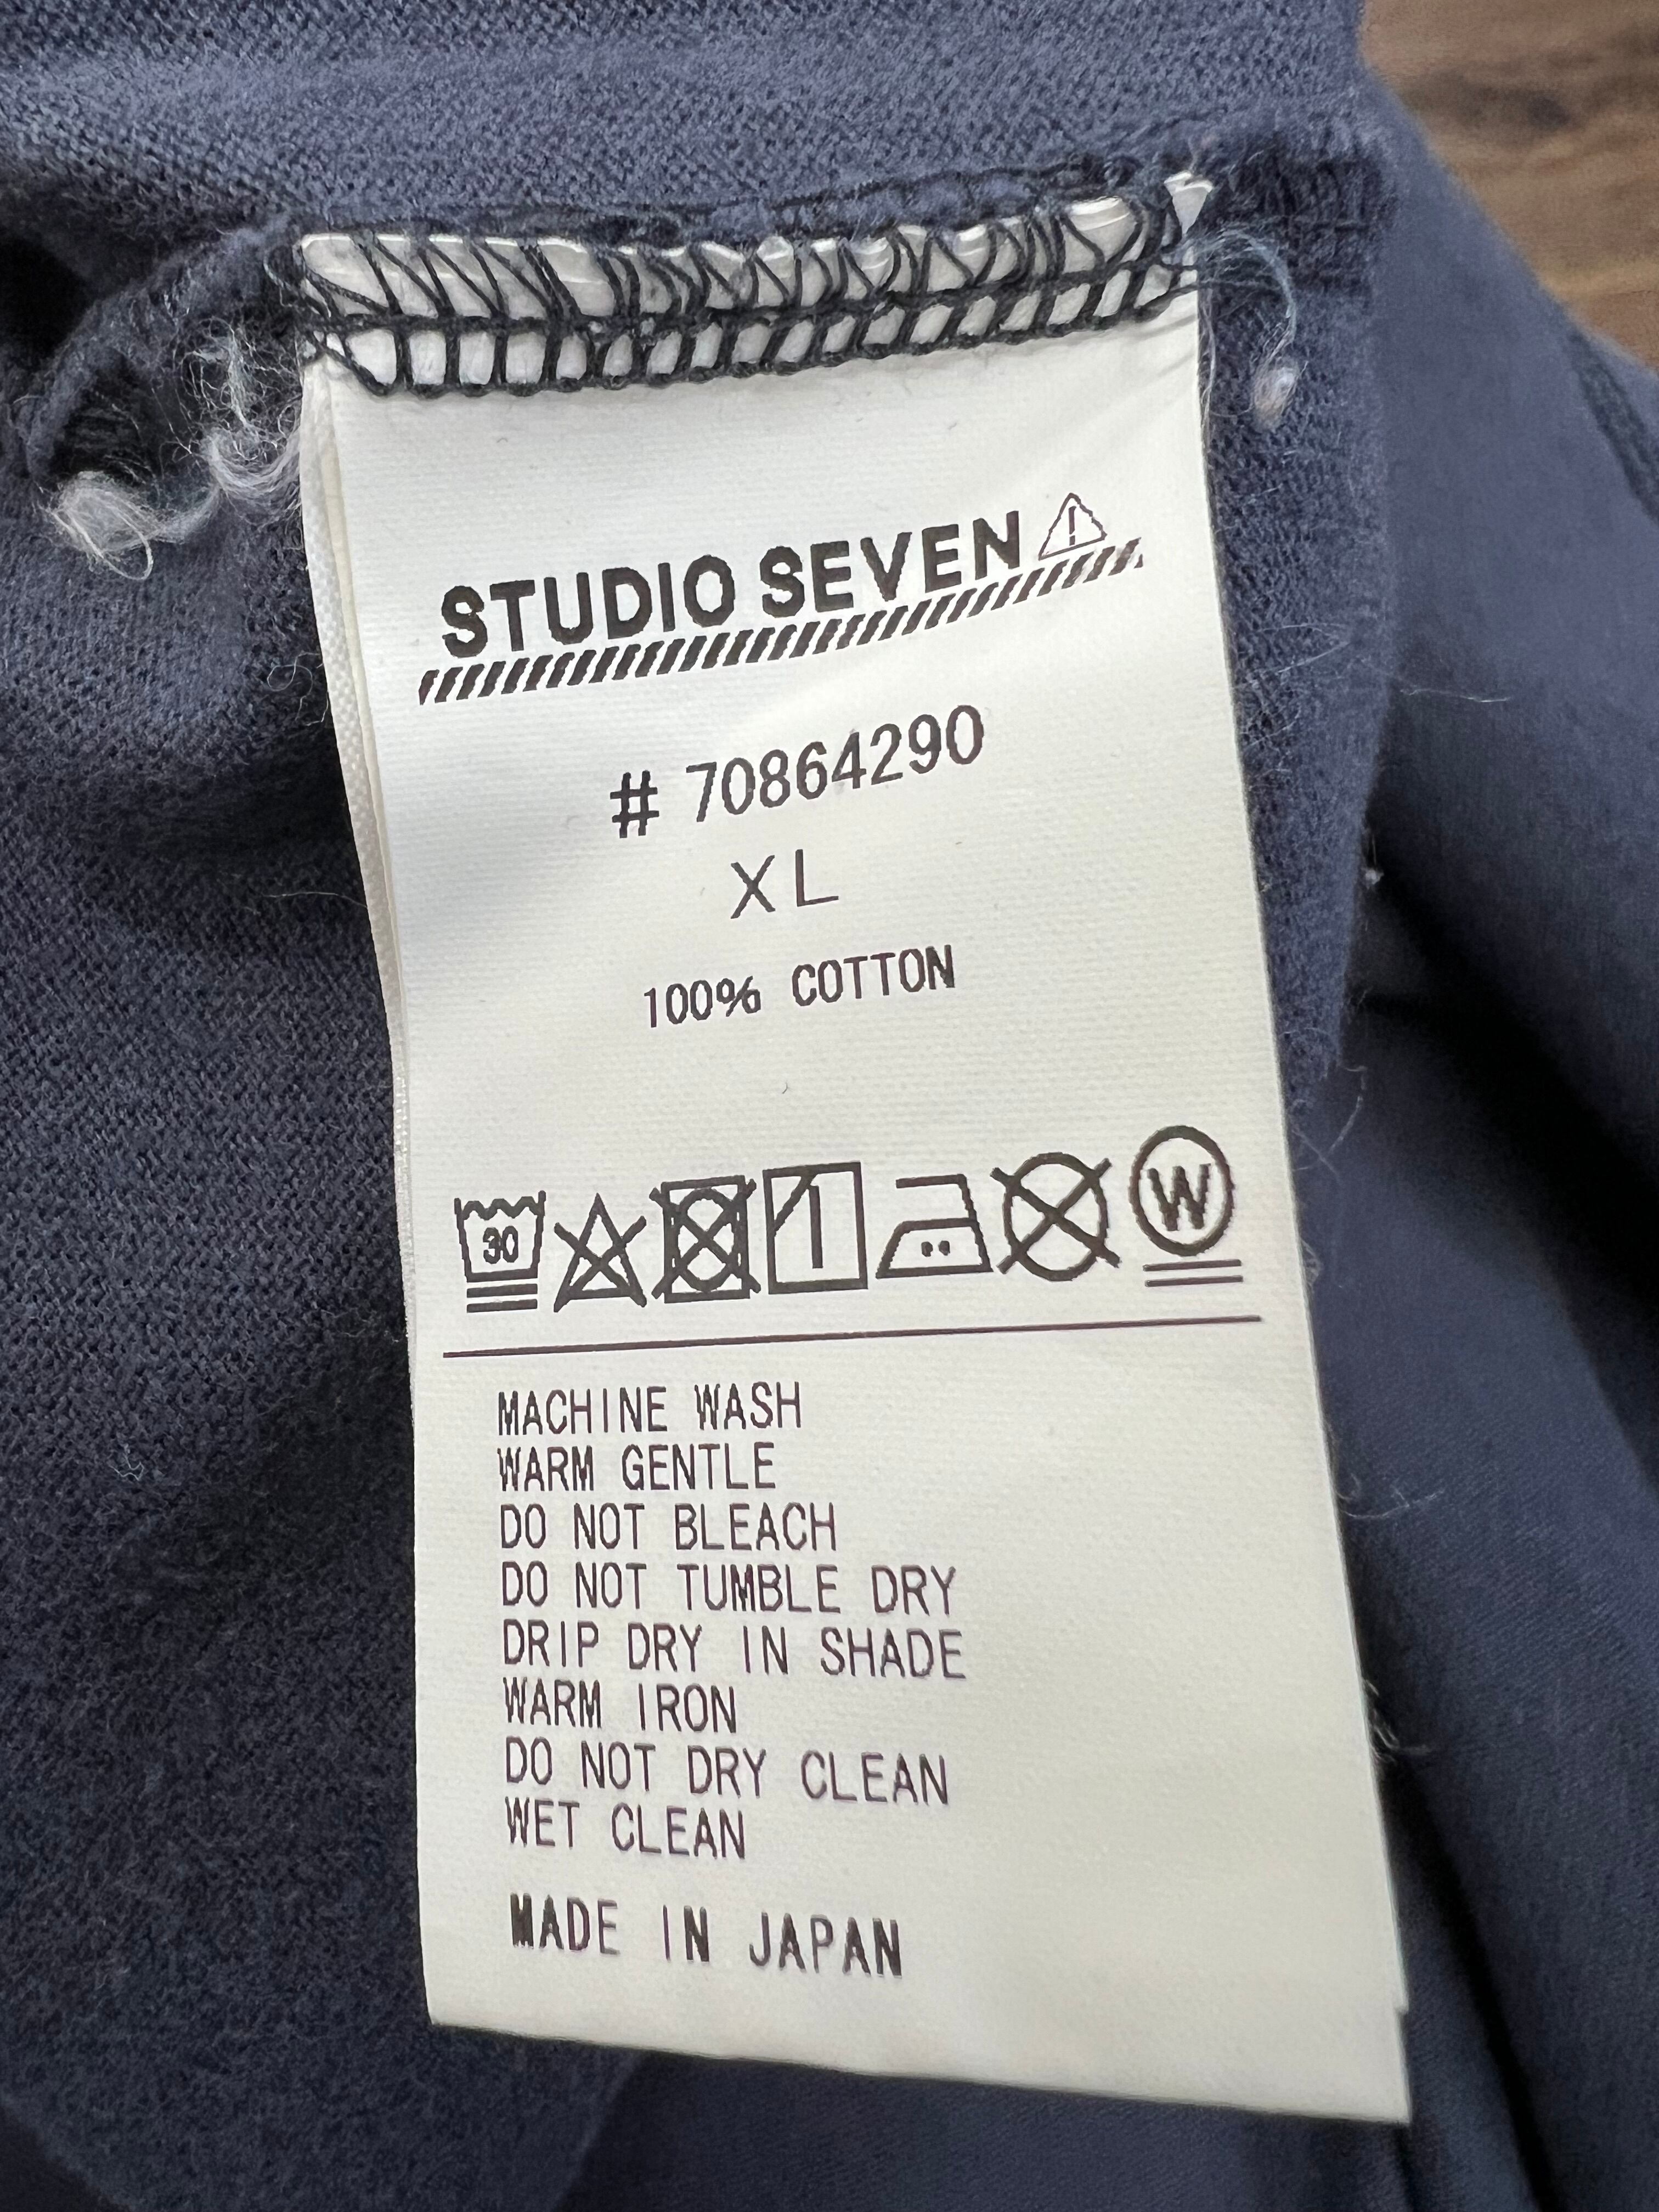 STUDIO SEVEN
# 70864290
XL
100% COTTON
30
W
MACHINE WASH
WARM GENTLE
DO NOT BLEACH
DO NOT TUMBLE DRY
DRIP DRY IN SHADE
WARM IRON
DO NOT DRY CLEAN
WET CLEAN
MADE IN JAPAN